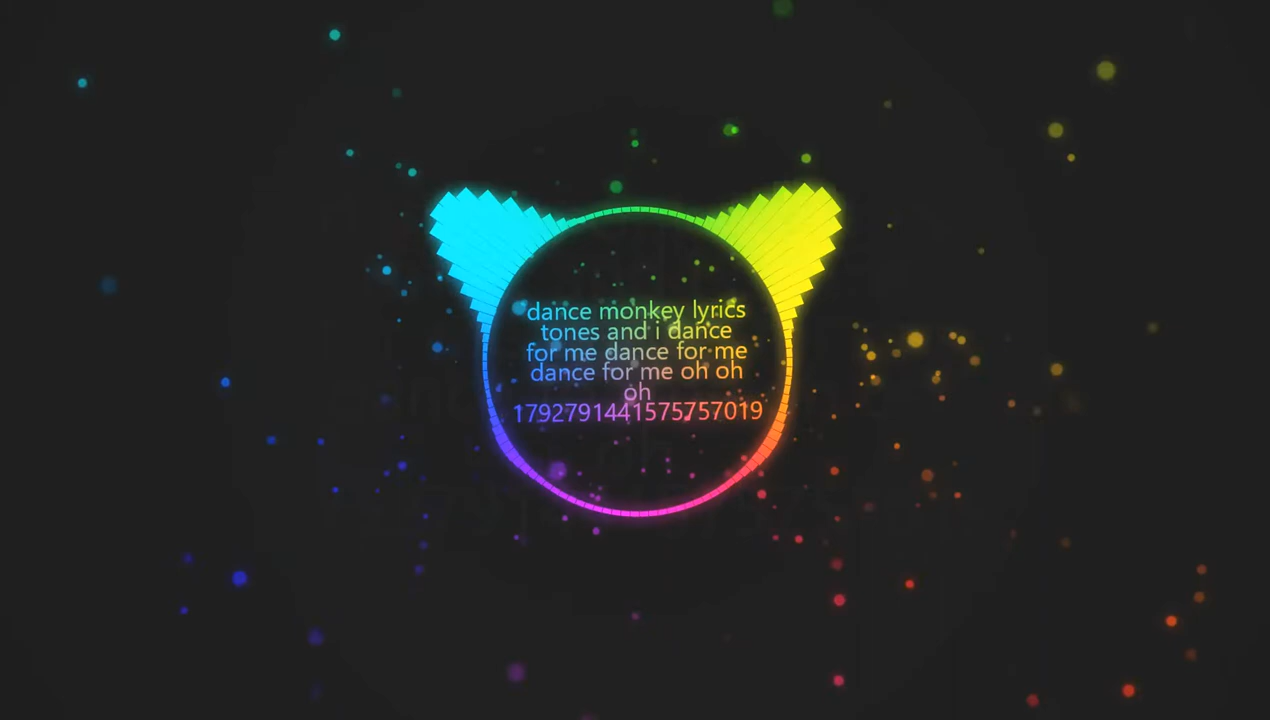 dance monkey lyrics
tones and i dance
for me dance for me
dance for me oh oh
oh
1792791441575757019